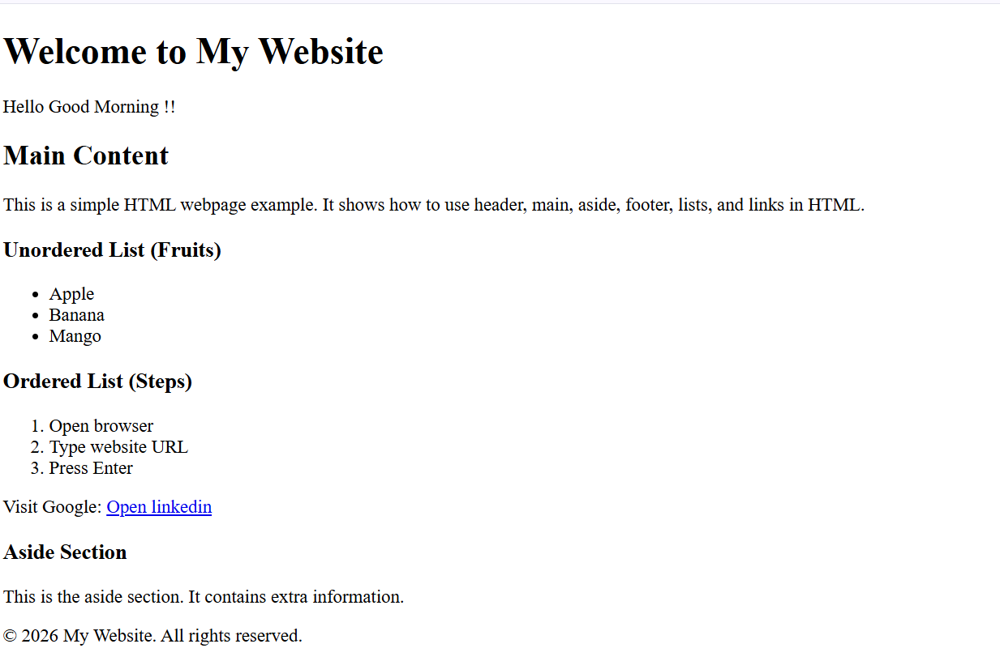 Welcome to My Website
Hello Good Morning !!
Main Content
This is a simple HTML webpage example. It shows how to use header, main, aside, footer, lists, and links in HTML.
Unordered List (Fruits)
• Apple
• Banana
• Mango
Ordered List (Steps)
1. Open browser
2. Type website URL
3. Press Enter
Visit Google: Open linkedin
Aside Section
This is the aside section. It contains extra information.
© 2026 My Website. All rights reserved.